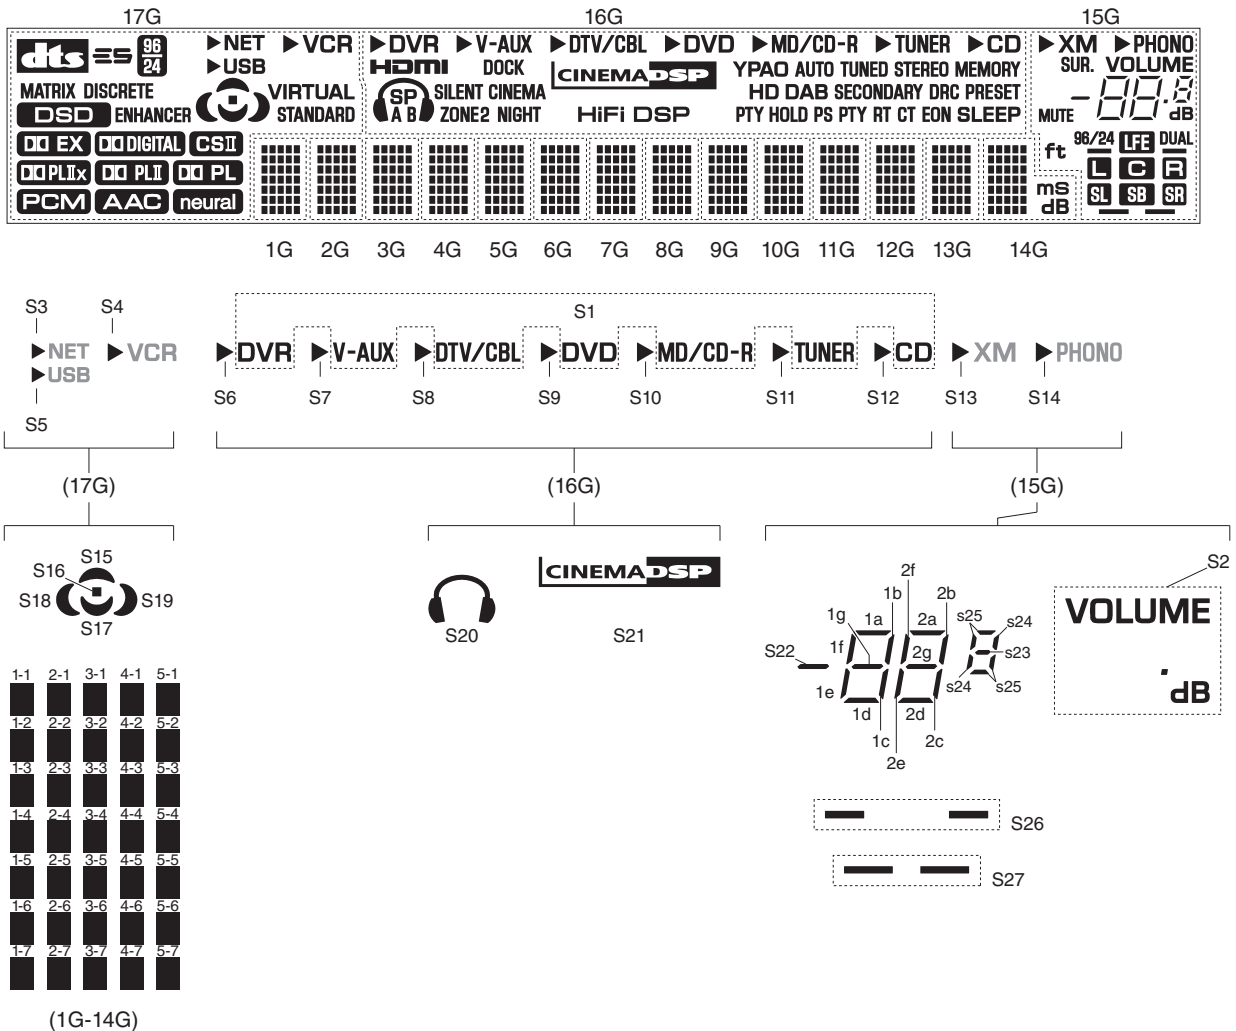 17G 16G 15G
dts ES 96 24 ▶NET ▶VCR ▶DVR ▶V-AUX ▶DTV/CBL ▶DVD ▶MD/CD-R ▶TUNER ▶CD ▶XM ▶PHONO
▶USB HDMI DOCK CINEMA DSP YPAO AUTO TUNED STEREO MEMORY SUR. VOLUME
MATRIX DISCRETE VIRTUAL SP SILENT CINEMA HD DAB SECONDARY DRC PRESET -88.8
DSD ENHANCER STANDARD A B ZONE2 NIGHT HiFi DSP PTY HOLD PS PTY RT CT EON SLEEP MUTE dB
DD EX DD DIGITAL CSII ft 96/24 LFE DUAL
DD PLIIx DD PLII DD PL L C R
PCM AAC neural mS dB SL SB SR
1G 2G 3G 4G 5G 6G 7G 8G 9G 10G 11G 12G 13G 14G
S3 S4 S1
▶NET ▶VCR ▶DVR ▶V-AUX ▶DTV/CBL ▶DVD ▶MD/CD-R ▶TUNER ▶CD ▶XM ▶PHONO
▶USB
S5 S6 S7 S8 S9 S10 S11 S12 S13 S14
(17G) (16G) (15G)
S15
S16
S18 S19
S17
CINEMA DSP
S20 S21
2f
1b 2b
1g 1a 2a s25 s24
1f 2g s23
S22
1e s24 s25
1d 2d
1c 2c
2e
S2
VOLUME
dB
S26
S27
1-1 2-1 3-1 4-1 5-1
1-2 2-2 3-2 4-2 5-2
1-3 2-3 3-3 4-3 5-3
1-4 2-4 3-4 4-4 5-4
1-5 2-5 3-5 4-5 5-5
1-6 2-6 3-6 4-6 5-6
1-7 2-7 3-7 4-7 5-7
(1G-14G)